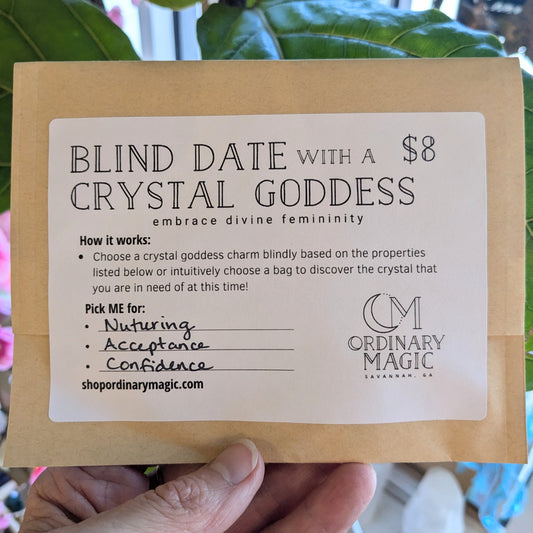 BLIND DATE WITH A $8
CRYSTAL GODDESS
embrace divine femininity
How it works:
• Choose a crystal goddess charm blindly based on the properties
listed below or intuitively choose a bag to discover the crystal that
you are in need of at this time!
Pick ME for:
• Nuturing
• Acceptance
• Confidence
shopordinarymagic.com
OM
ORDINARY
MAGIC
SAVANNAH, GA